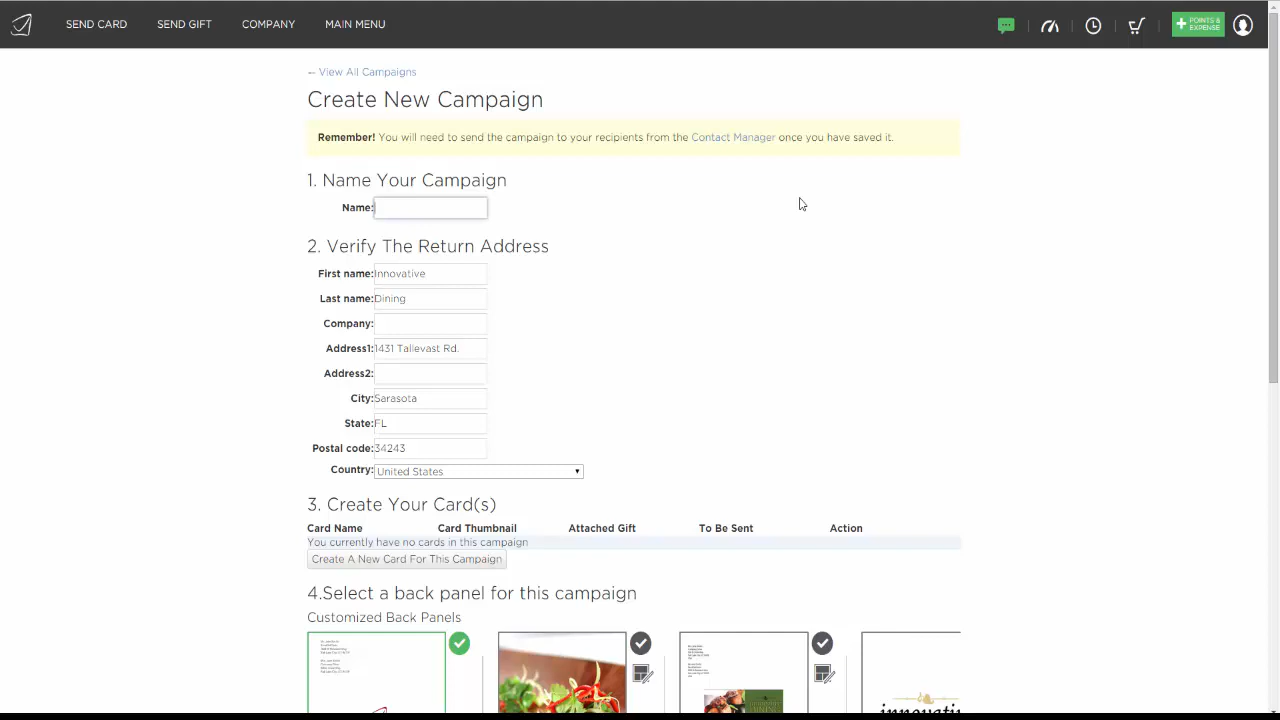 SEND CARD SEND GIFT COMPANY MAIN MENU
+ POINTS & EXPENSE
← View All Campaigns
Create New Campaign
Remember! You will need to send the campaign to your recipients from the Contact Manager once you have saved it.
1. Name Your Campaign
Name:
2. Verify The Return Address
First name: Innovative
Last name: Dining
Company:
Address1: 1431 Tallevast Rd.
Address2:
City: Sarasota
State: FL
Postal code: 34243
Country: United States
3. Create Your Card(s)
Card Name Card Thumbnail Attached Gift To Be Sent Action
You currently have no cards in this campaign
Create A New Card For This Campaign
4.Select a back panel for this campaign
Customized Back Panels